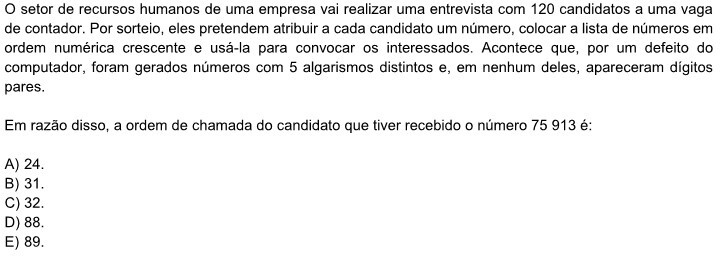 O setor de recursos humanos de uma empresa vai realizar uma entrevista com 120 candidatos a uma vaga
de contador. Por sorteio, eles pretendem atribuir a cada candidato um número, colocar a lista de números em
ordem numérica crescente e usá-la para convocar os interessados. Acontece que, por um defeito do
computador, foram gerados números com 5 algarismos distintos e, em nenhum deles, apareceram dígitos
pares.
Em razão disso, a ordem de chamada do candidato que tiver recebido o número 75 913 é:
A) 24.
B) 31.
C) 32.
D) 88.
E) 89.